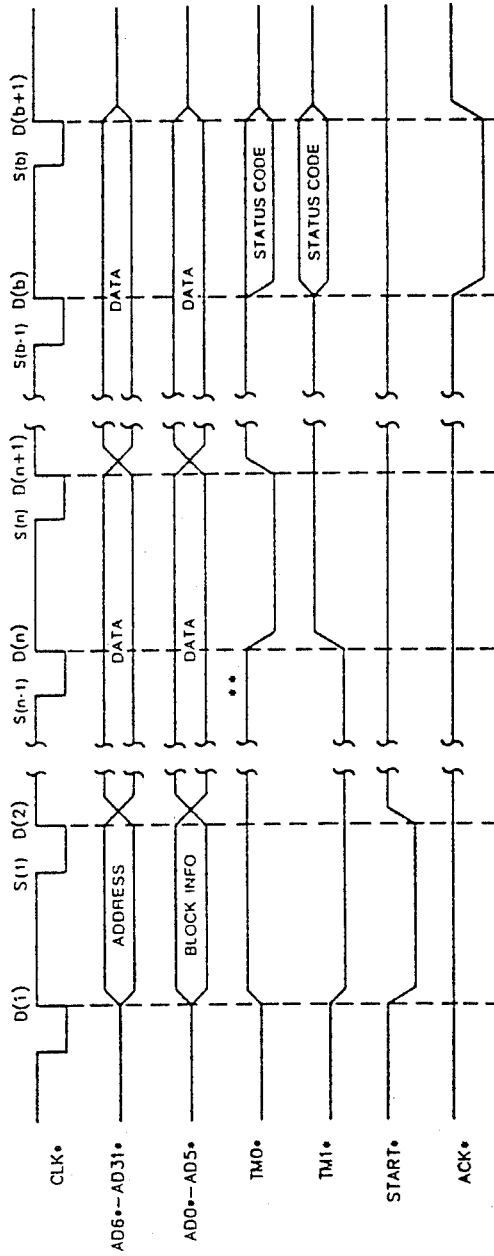 D(1) S(1) D(2) S(n-1) D(n) S(n) D(n+1) S(b-1) D(b) S(b) D(b+1)
CLK*
AD6*–AD31* ADDRESS DATA DATA
AD0*–AD5* BLOCK INFO DATA DATA
TM0* ** STATUS CODE
TM1* STATUS CODE
START*
ACK*